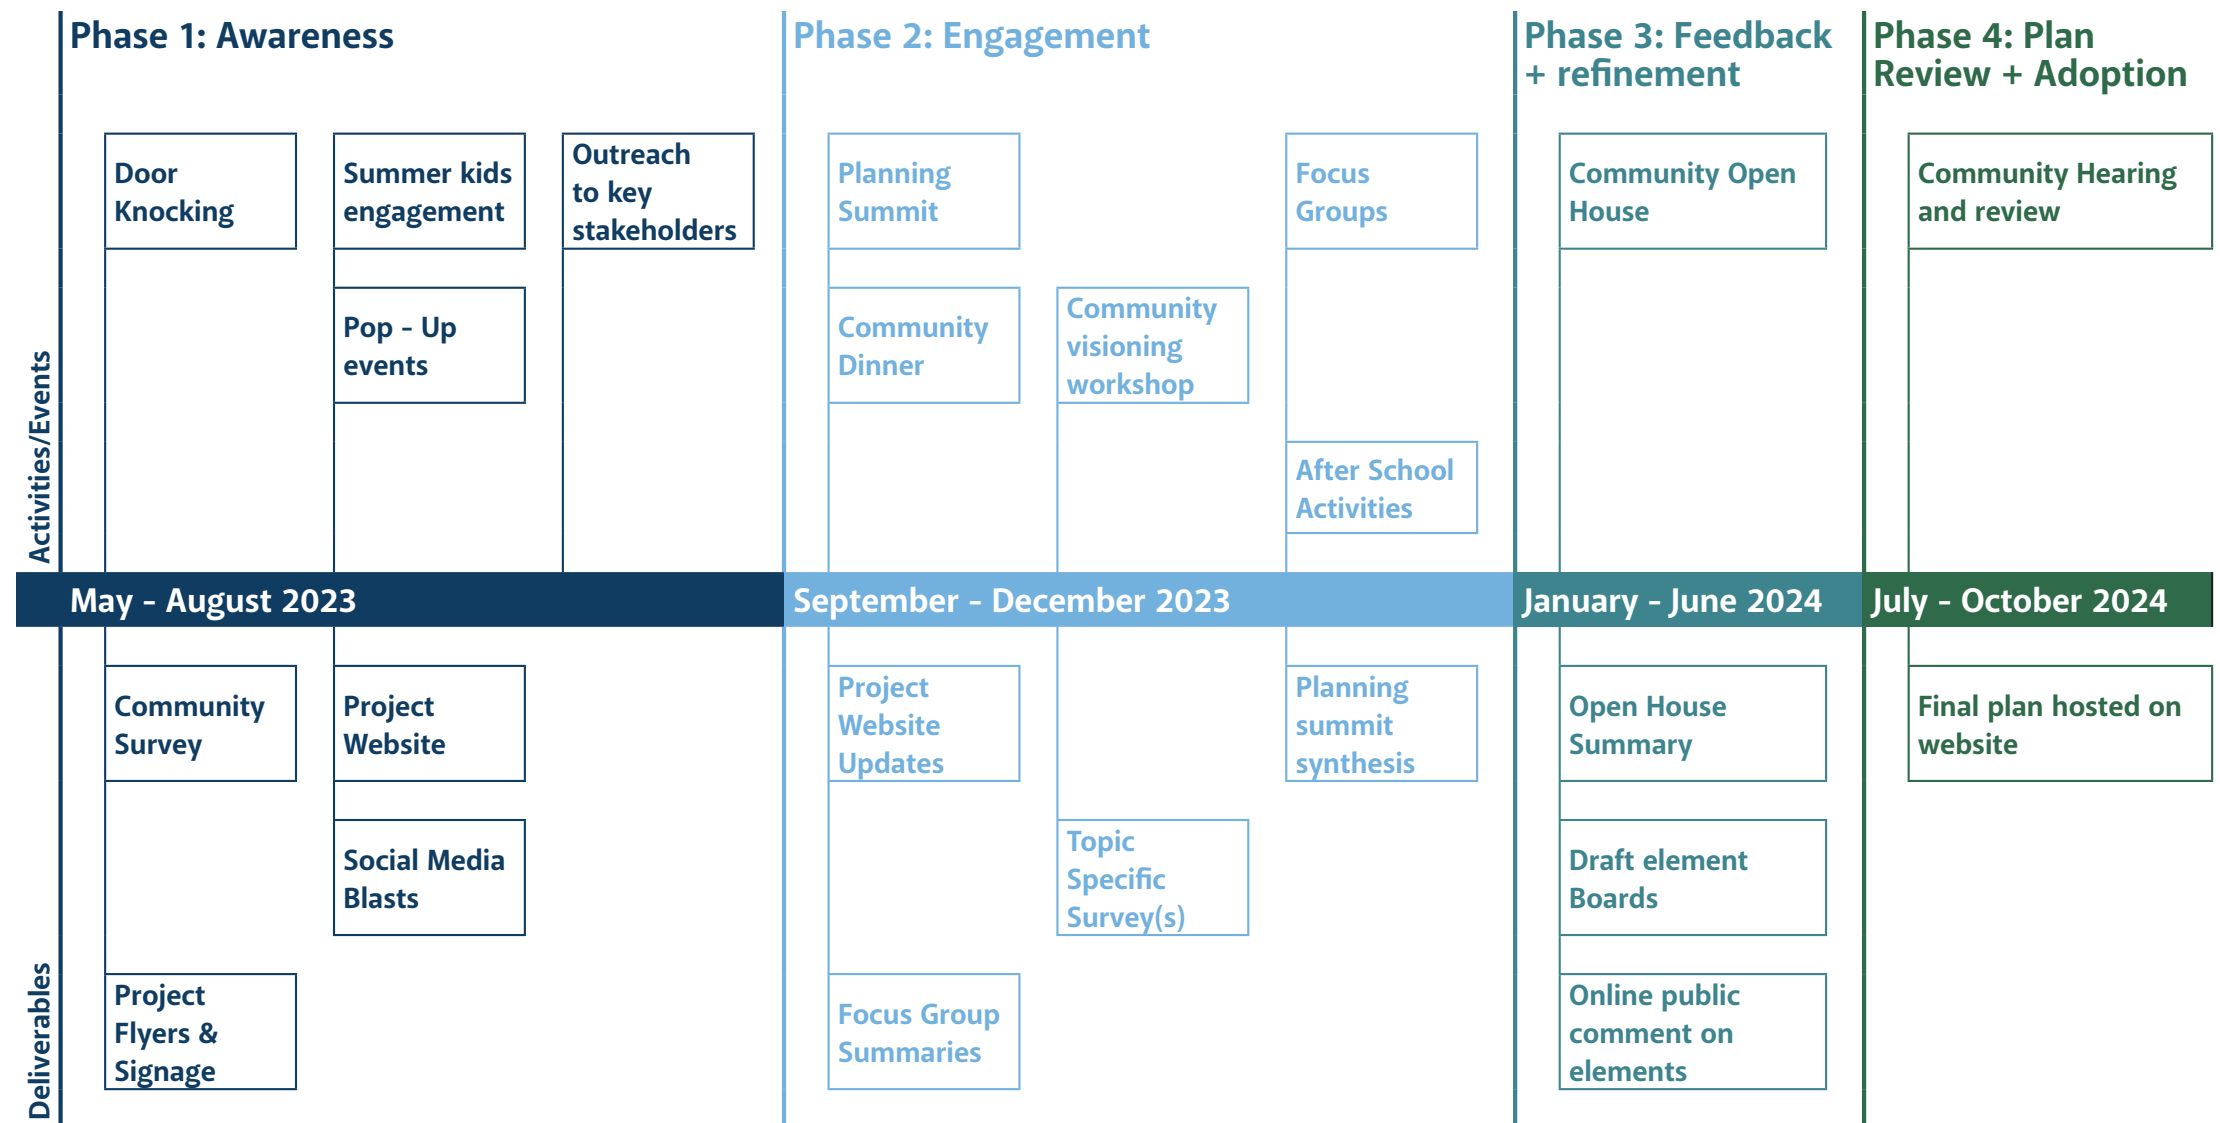 Phase 1: Awareness
Phase 2: Engagement
Phase 3: Feedback
+ refinement
Phase 4: Plan
Review + Adoption
Activities/Events
Door
Knocking
Summer kids
engagement
Pop - Up
events
Outreach
to key
stakeholders
Planning
Summit
Community
Dinner
Community
visioning
workshop
Focus
Groups
After School
Activities
Community Open
House
Community Hearing
and review
May - August 2023
September - December 2023
January - June 2024
July - October 2024
Deliverables
Community
Survey
Project
Flyers &
Signage
Project
Website
Social Media
Blasts
Project
Website
Updates
Focus Group
Summaries
Topic
Specific
Survey(s)
Planning
summit
synthesis
Open House
Summary
Draft element
Boards
Online public
comment on
elements
Final plan hosted on
website